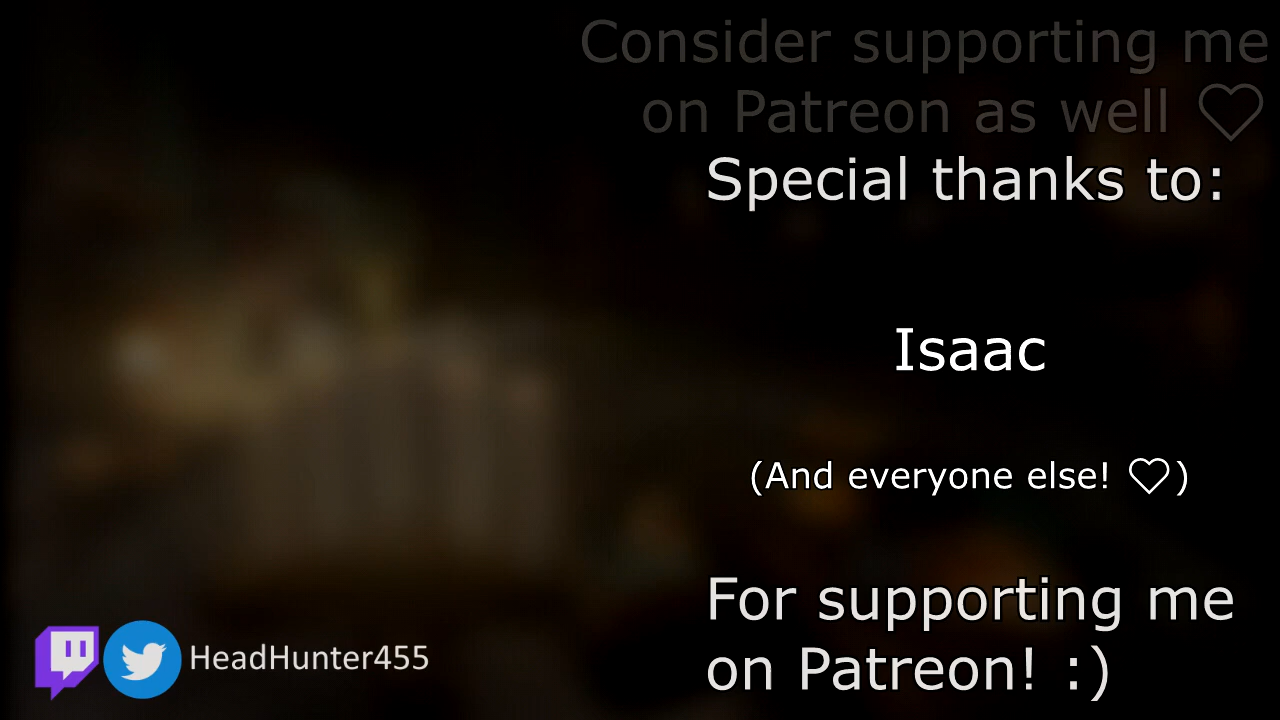 Consider supporting me
on Patreon as well ♡
Special thanks to:
Isaac
(And everyone else! ♡)
For supporting me
on Patreon! :)
HeadHunter455